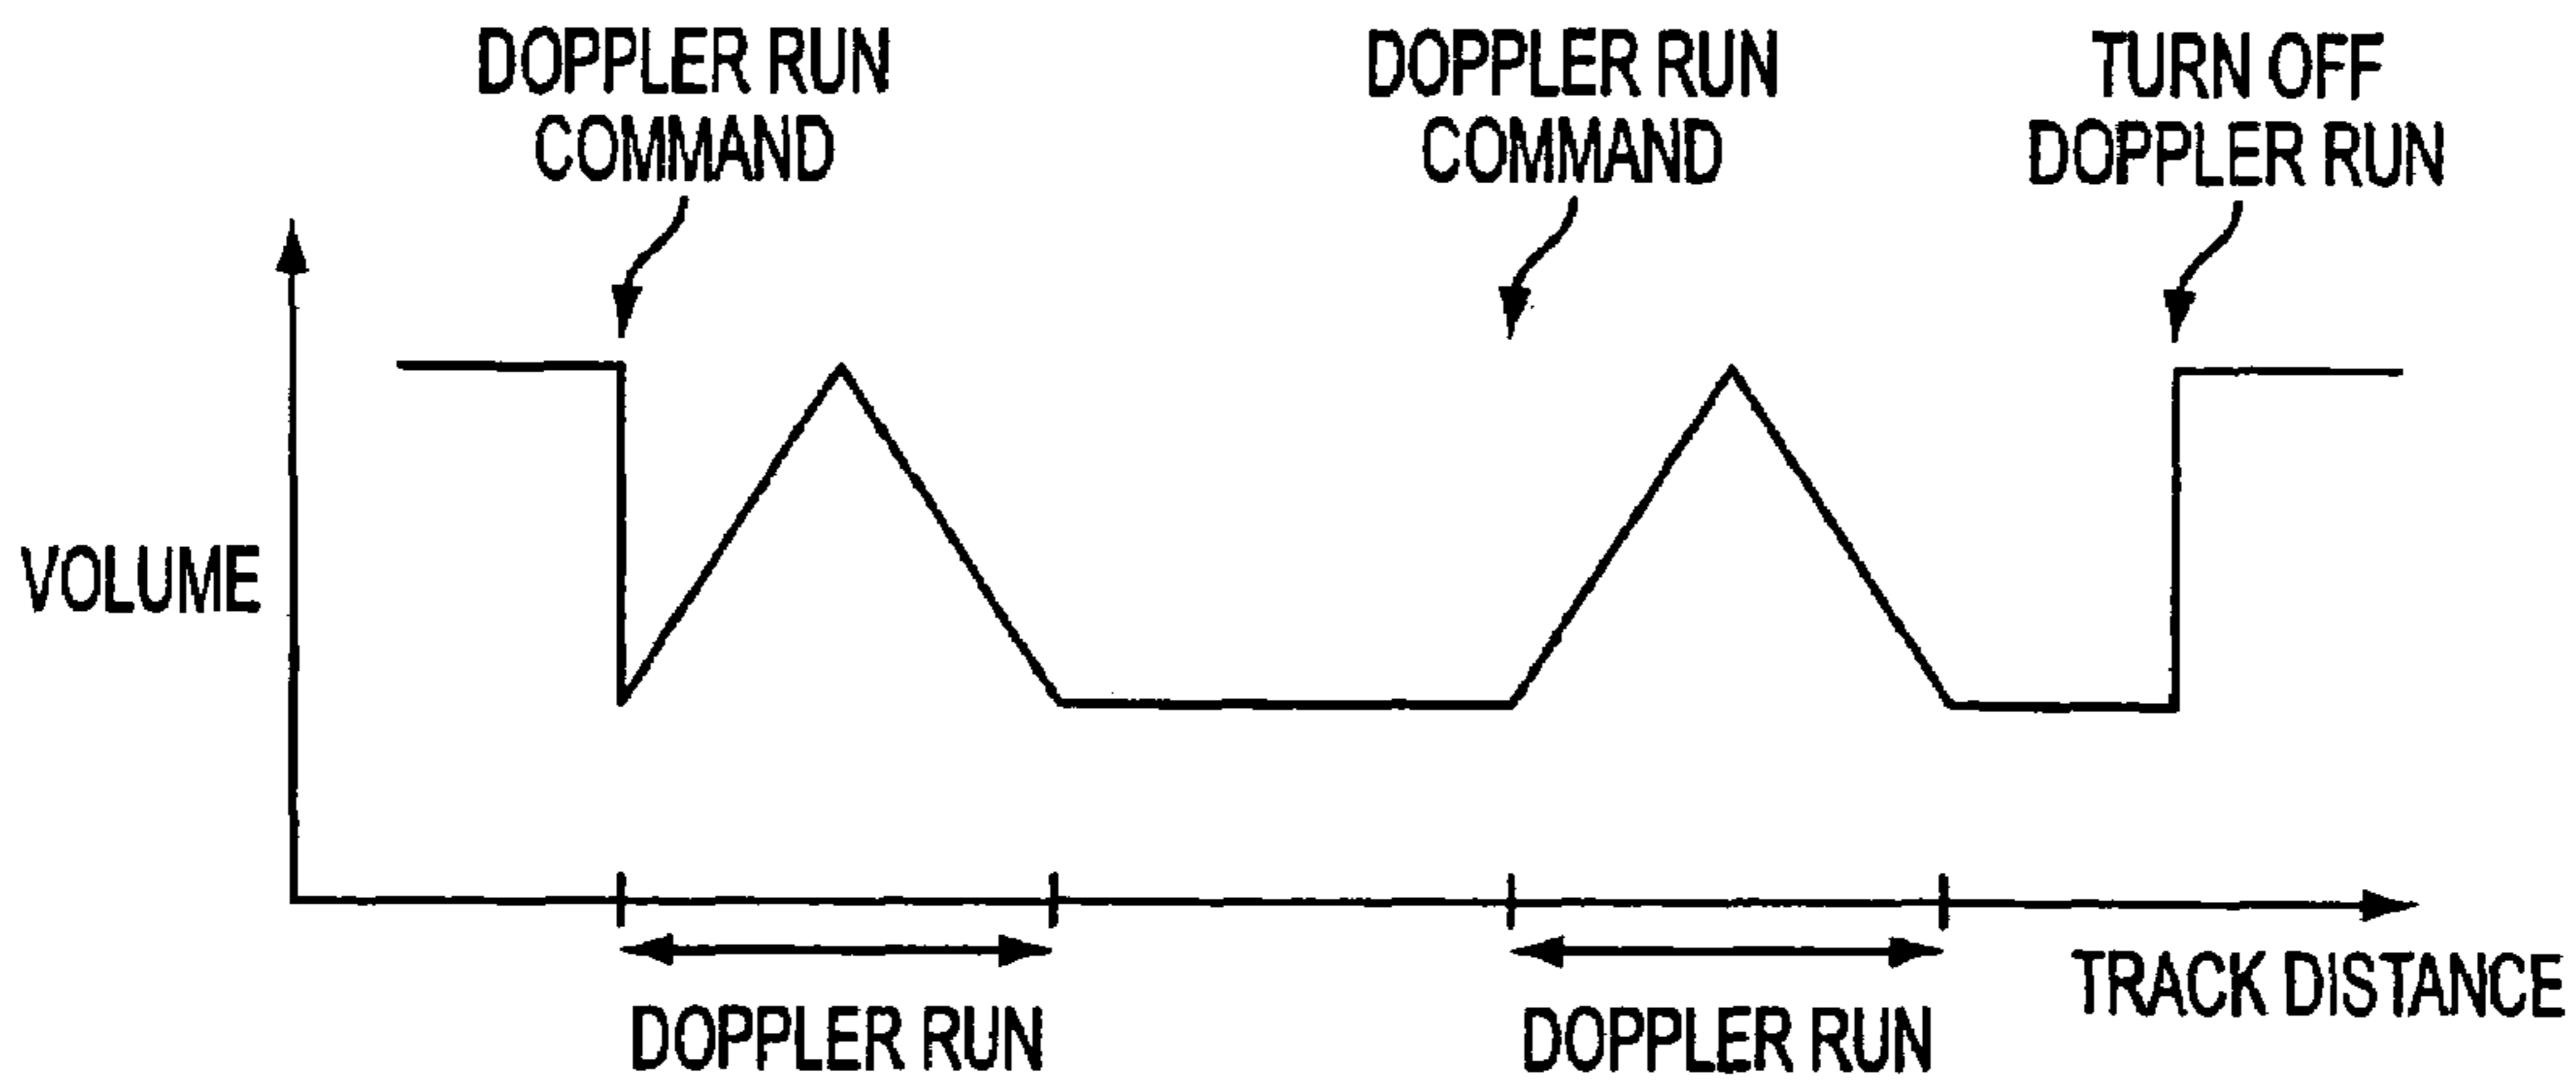 DOPPLER RUN
COMMAND
DOPPLER RUN
COMMAND
TURN OFF
DOPPLER RUN
VOLUME
TRACK DISTANCE
DOPPLER RUN
DOPPLER RUN